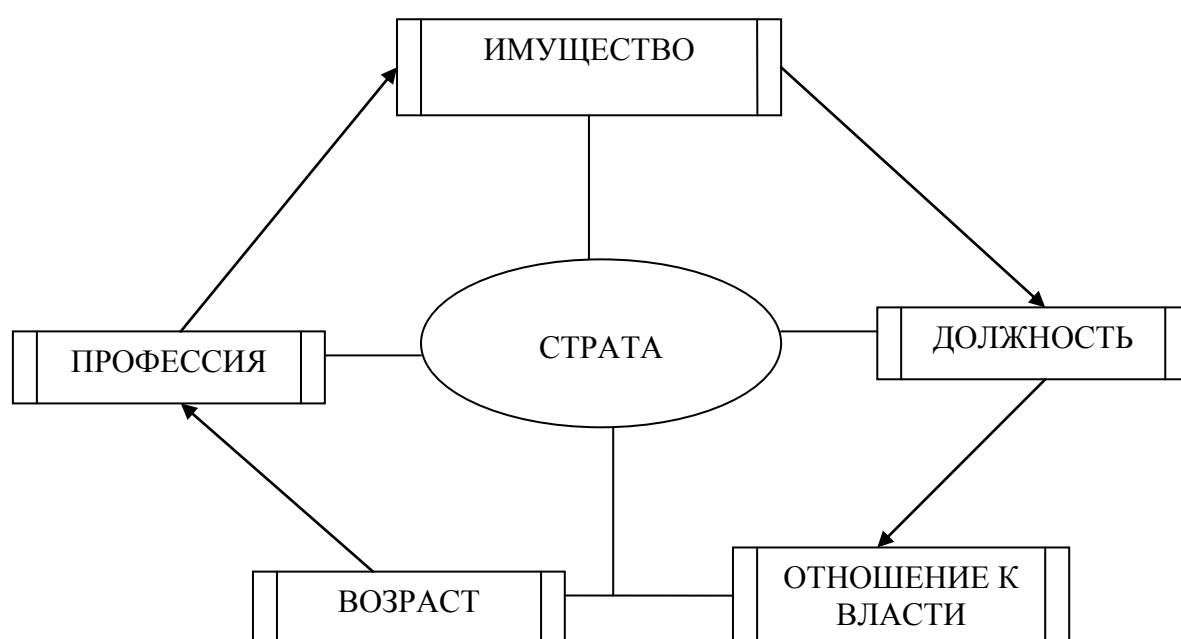 ИМУЩЕСТВО
ДОЛЖНОСТЬ
СТРАТА
ПРОФЕССИЯ
ОТНОШЕНИЕ К
ВЛАСТИ
ВОЗРАСТ